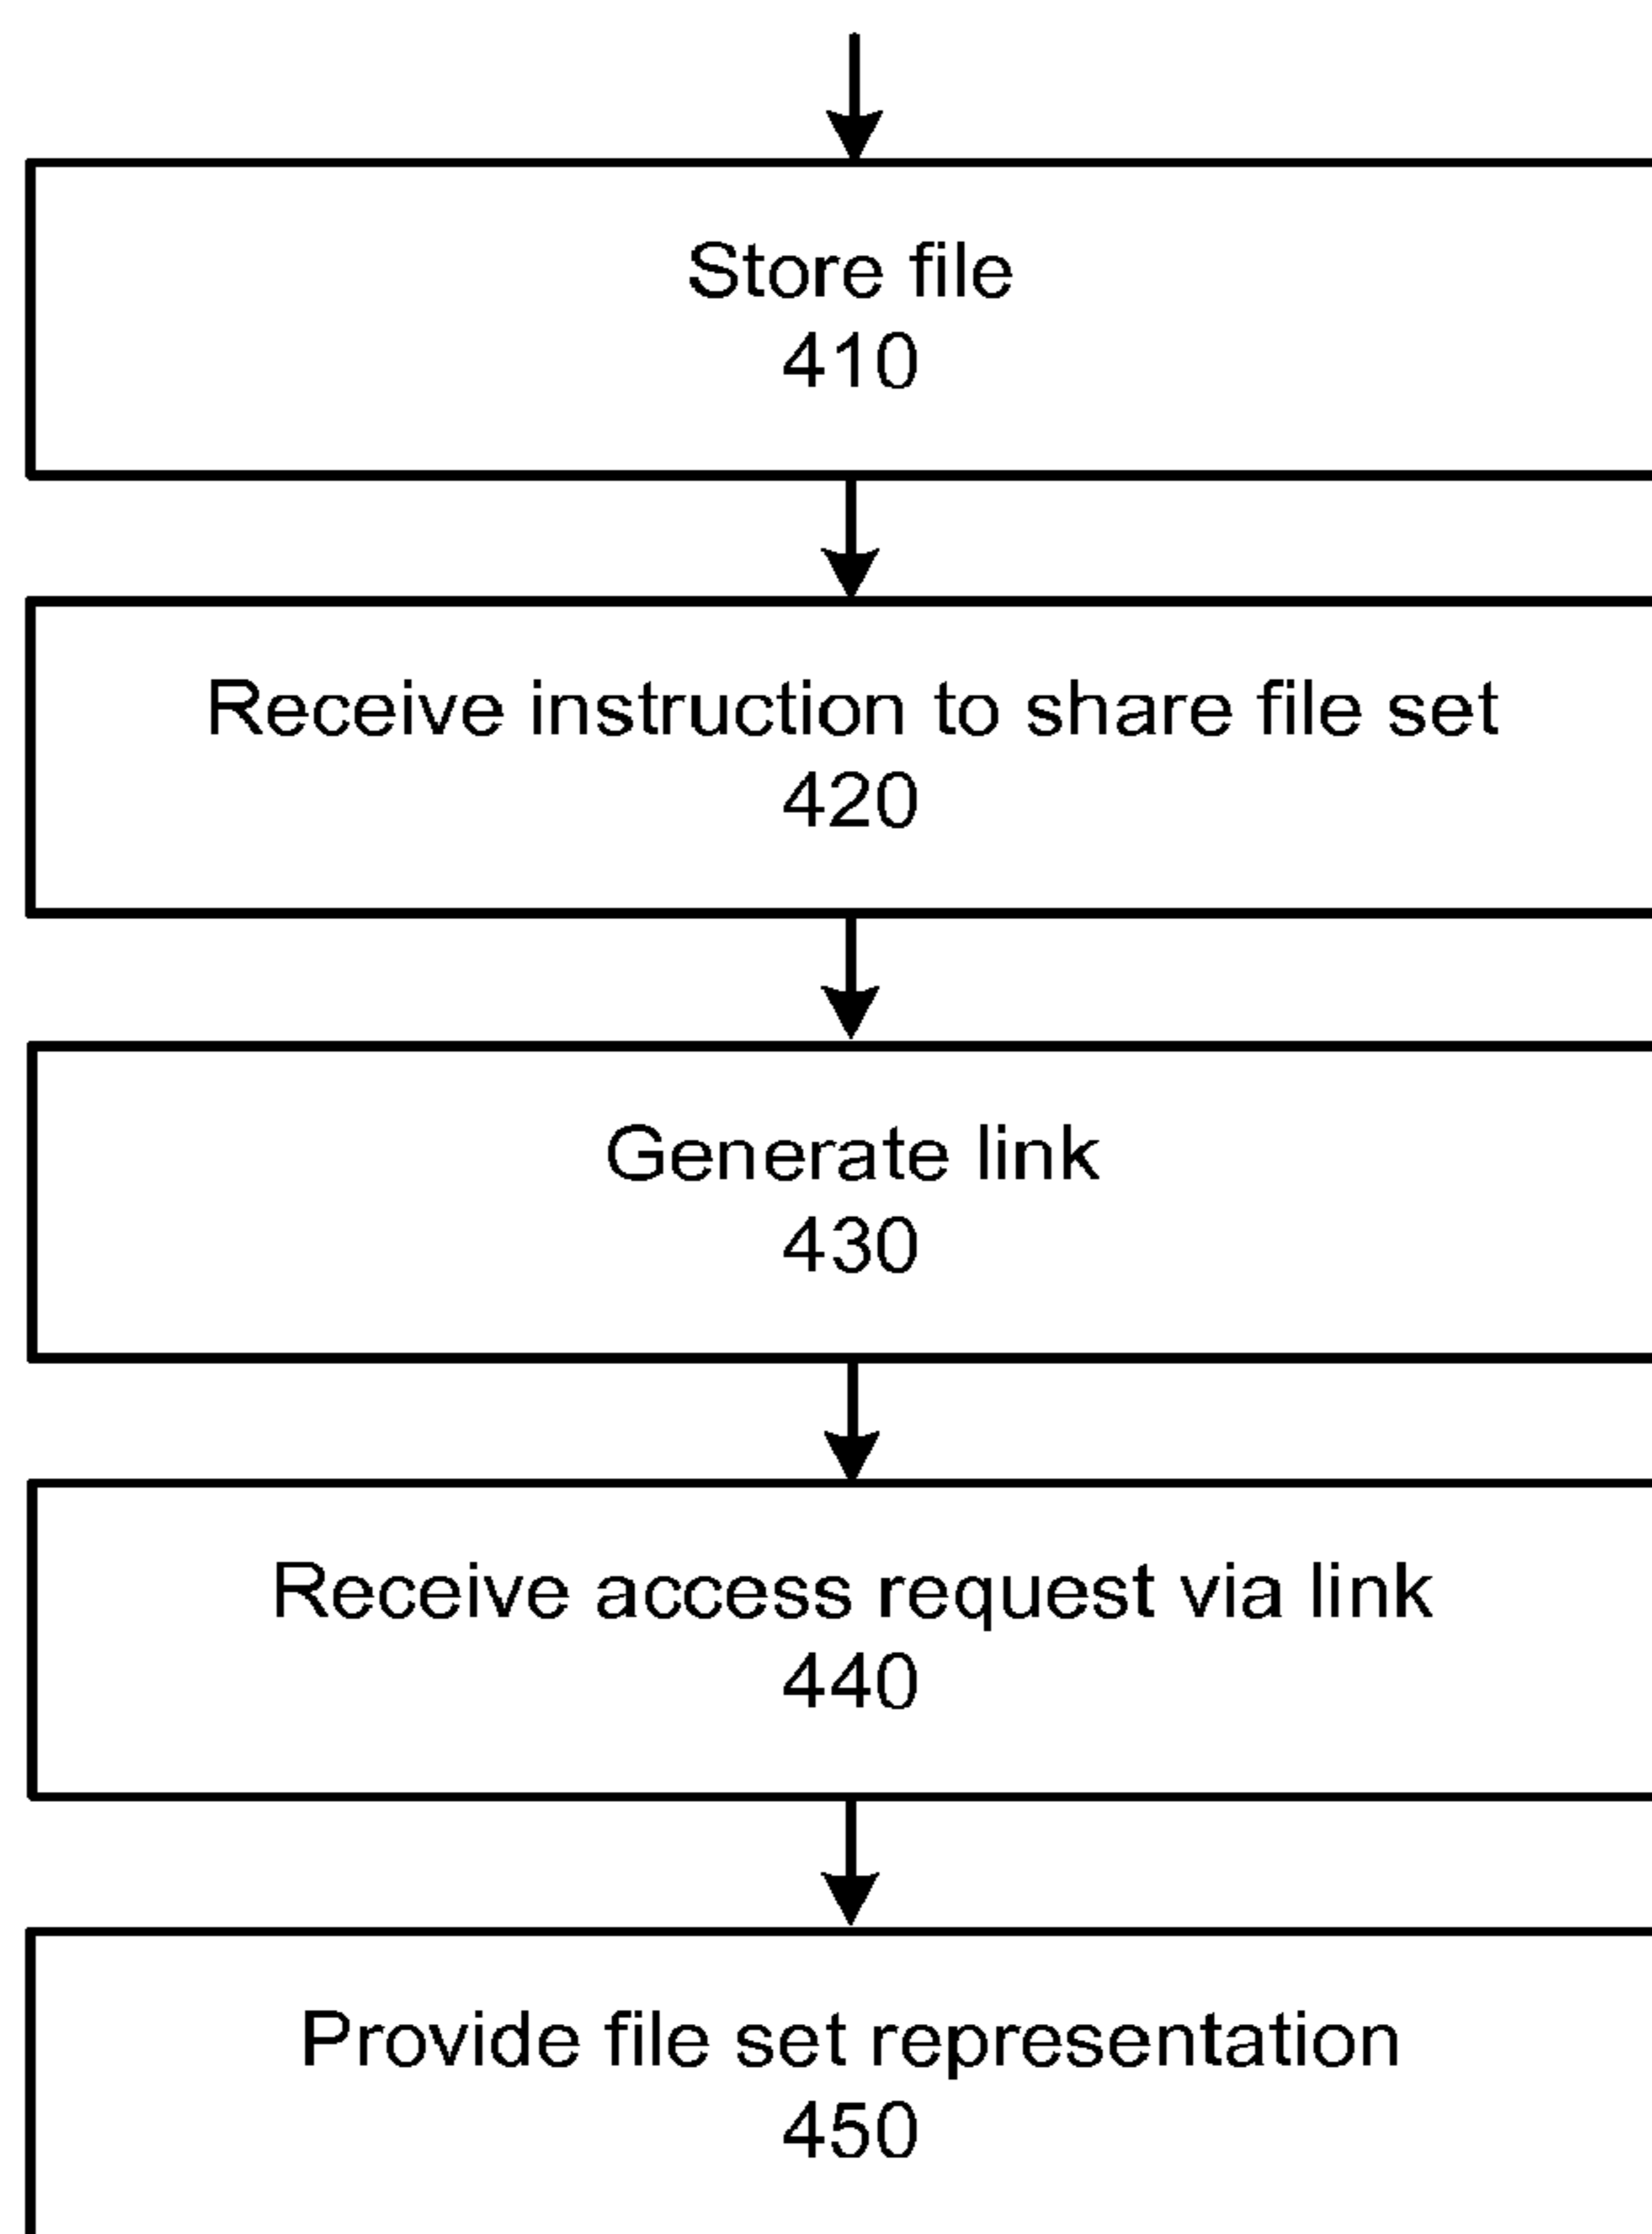 Store file
410
Receive instruction to share file set
420
Generate link
430
Receive access request via link
440
Provide file set representation
450